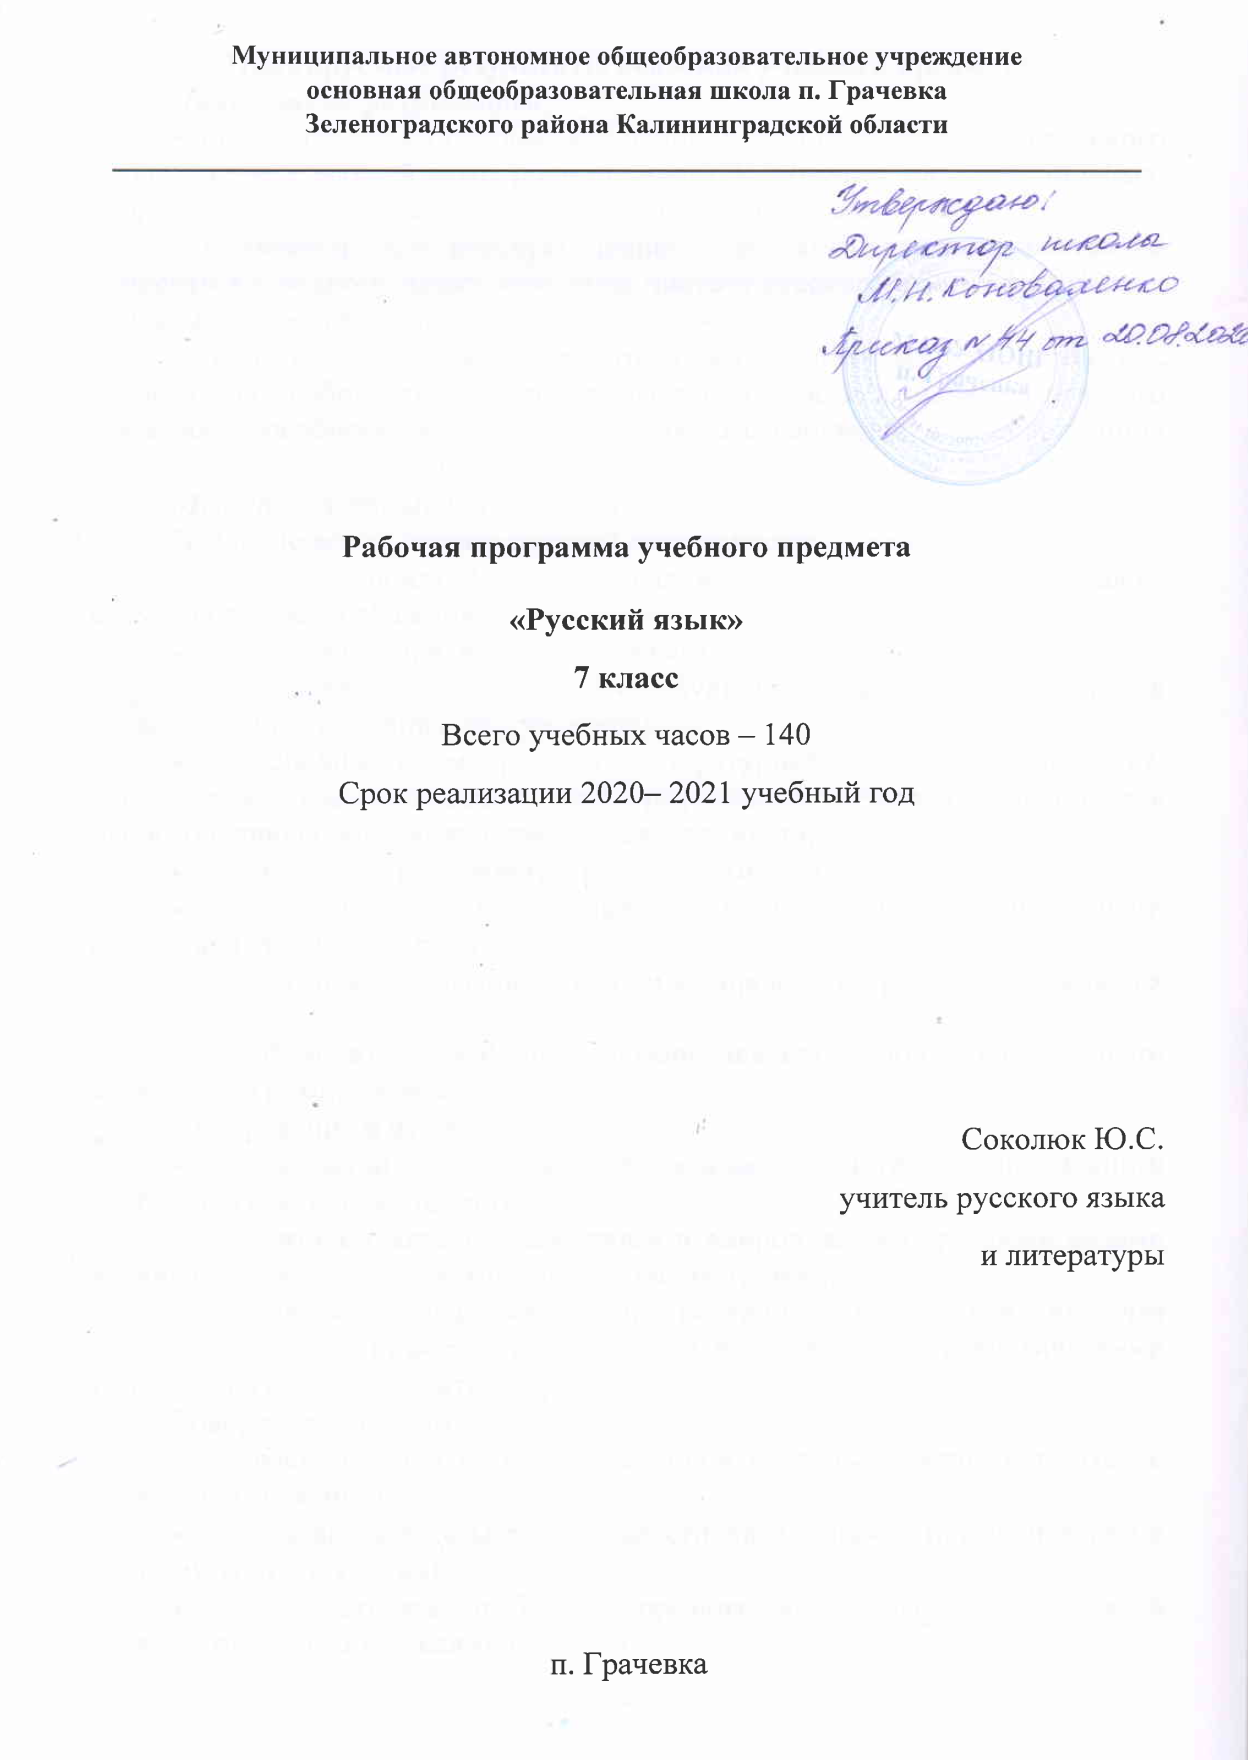 Муниципальное автономное общеобразовательное учреждение
основная общеобразовательная школа п. Грачевка
Зеленоградского района Калининградской области
Утверждаю!
Директор школы
М.Н. Коноваленко
Приказ № 44 от 20.08.2020
п. Грачевка
Рабочая программа учебного предмета
«Русский язык»
7 класс
Всего учебных часов – 140
Срок реализации 2020– 2021 учебный год
Соколюк Ю.С.
учитель русского языка
и литературы
п. Грачевка